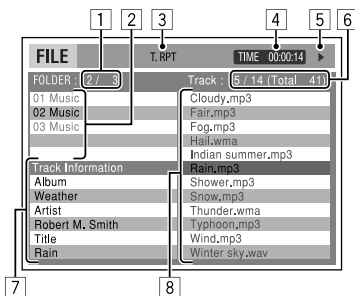 1 2 3 4 5 6
FILE T. RPT TIME 00:00:14
FOLDER : 2 / 3 Track : 5 / 14 (Total 41)
01 Music
02 Music
03 Music
Track Information
Album
Weather
Artist
Robert M. Smith
Title
Rain
Cloudy.mp3
Fair.mp3
Fog.mp3
Hail.wma
Indian summer.mp3
Rain.mp3
Shower.mp3
Snow.mp3
Thunder.wma
Typhoon.mp3
Wind.mp3
Winter sky.wav
7 8